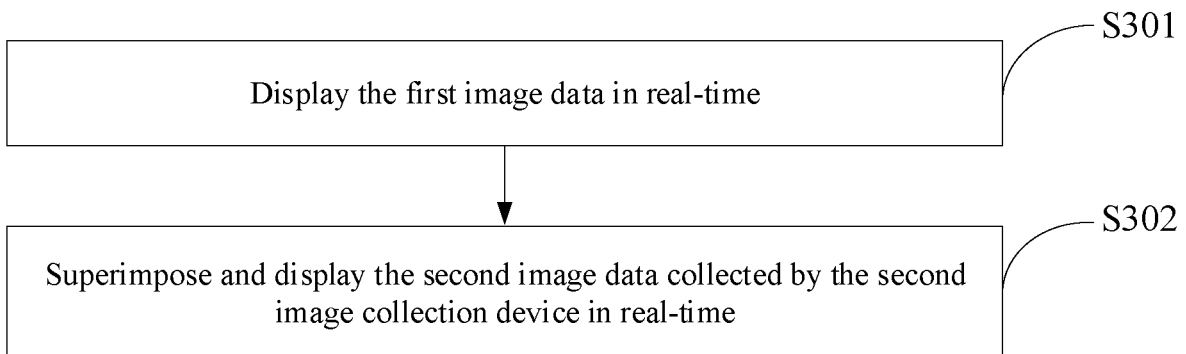 S301
Display the first image data in real-time
S302
Superimpose and display the second image data collected by the second
image collection device in real-time